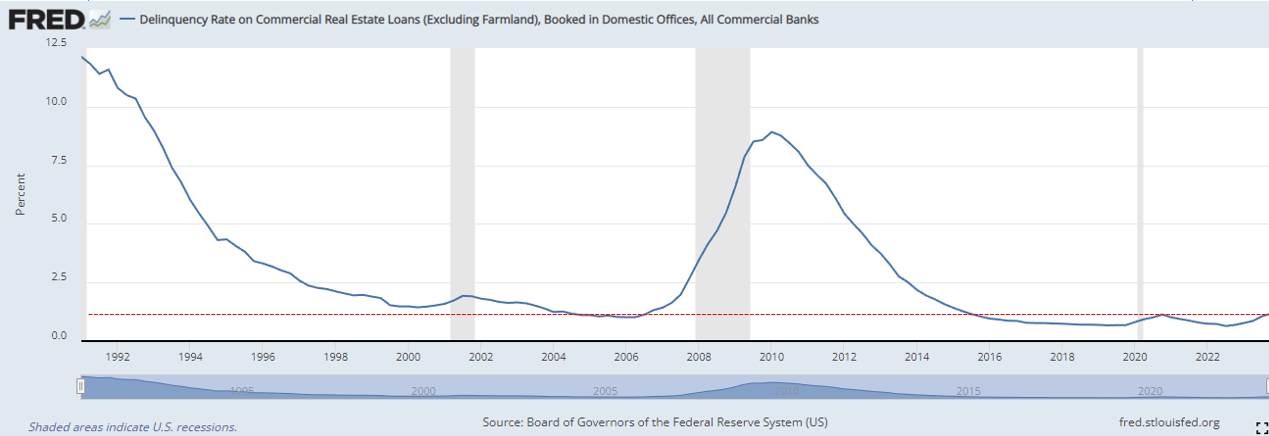 FRED
Delinquency Rate on Commercial Real Estate Loans (Excluding Farmland), Booked in Domestic Offices, All Commercial Banks
12.5
10.0
7.5
5.0
2.5
0.0
Percent
1992 1994 1996 1998 2000 2002 2004 2006 2008 2010 2012 2014 2016 2018 2020 2022
1995 2000 2005 2010 2015 2020
Shaded areas indicate U.S. recessions.
Source: Board of Governors of the Federal Reserve System (US)
fred.stlouisfed.org